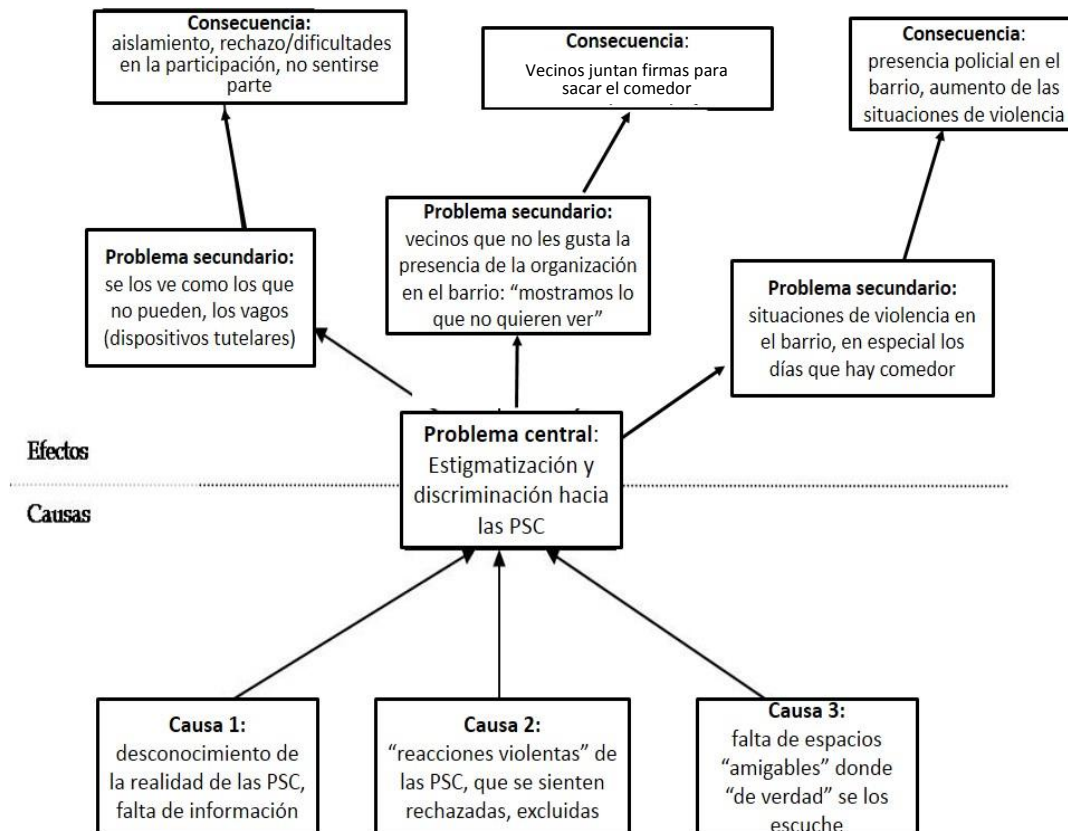 Consecuencia:
aislamiento, rechazo/dificultades
en la participación, no sentirse
parte
Consecuencia:
Vecinos juntan firmas para
sacar el comedor
Consecuencia:
presencia policial en el
barrio, aumento de las
situaciones de violencia
Problema secundario:
se los ve como los que
no pueden, los vagos
(dispositivos tutelares)
Problema secundario:
vecinos que no les gusta la
presencia de la organización
en el barrio: “mostramos lo
que no quieren ver”
Problema secundario:
situaciones de violencia en
el barrio, en especial los
días que hay comedor
Efectos
Problema central:
Estigmatización y
discriminación hacia
las PSC
Causas
Causa 1:
desconocimiento de
la realidad de las PSC,
falta de información
Causa 2:
“reacciones violentas” de
las PSC, que se sienten
rechazadas, excluidas
Causa 3:
falta de espacios
“amigables” donde
“de verdad” se los
escuche